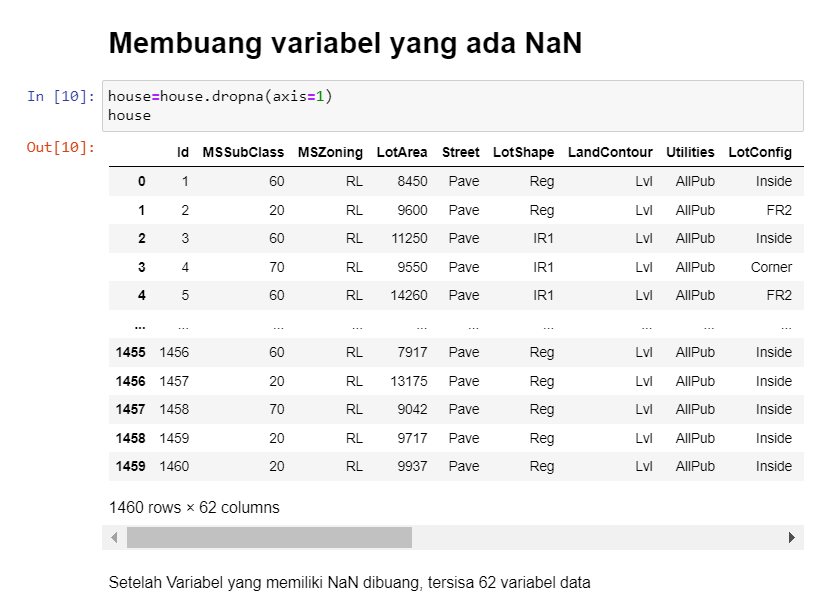 Membuang variabel yang ada NaN
In [10]: house=house.dropna(axis=1)
house
Out[10]:
Id MSSubClass MSZoning LotArea Street LotShape LandContour Utilities LotConfig
0 1 60 RL 8450 Pave Reg Lvl AllPub Inside
1 2 20 RL 9600 Pave Reg Lvl AllPub FR2
2 3 60 RL 11250 Pave IR1 Lvl AllPub Inside
3 4 70 RL 9550 Pave IR1 Lvl AllPub Corner
4 5 60 RL 14260 Pave IR1 Lvl AllPub FR2
... ... ... ... ... ... ... ... ... ...
1455 1456 60 RL 7917 Pave Reg Lvl AllPub Inside
1456 1457 20 RL 13175 Pave Reg Lvl AllPub Inside
1457 1458 70 RL 9042 Pave Reg Lvl AllPub Inside
1458 1459 20 RL 9717 Pave Reg Lvl AllPub Inside
1459 1460 20 RL 9937 Pave Reg Lvl AllPub Inside
1460 rows × 62 columns
Setelah Variabel yang memiliki NaN dibuang, tersisa 62 variabel data